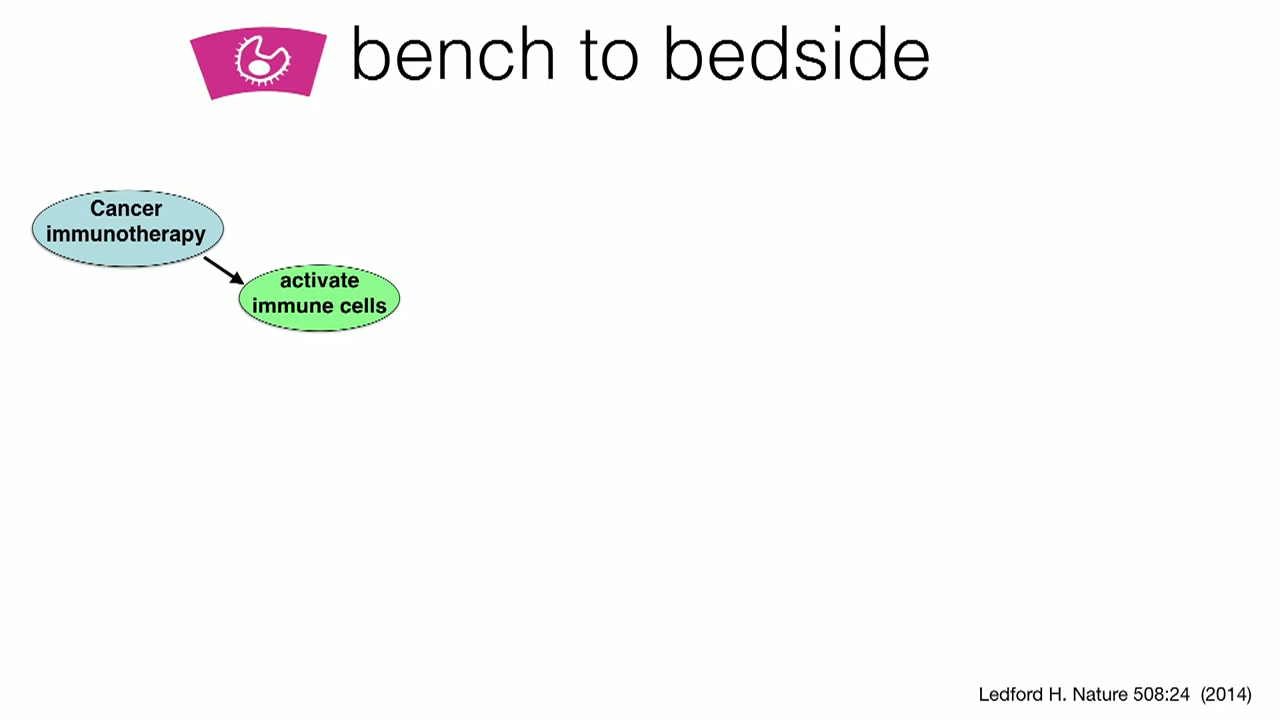 bench to bedside
Cancer
immunotherapy
activate
immune cells
Ledford H. Nature 508:24 (2014)